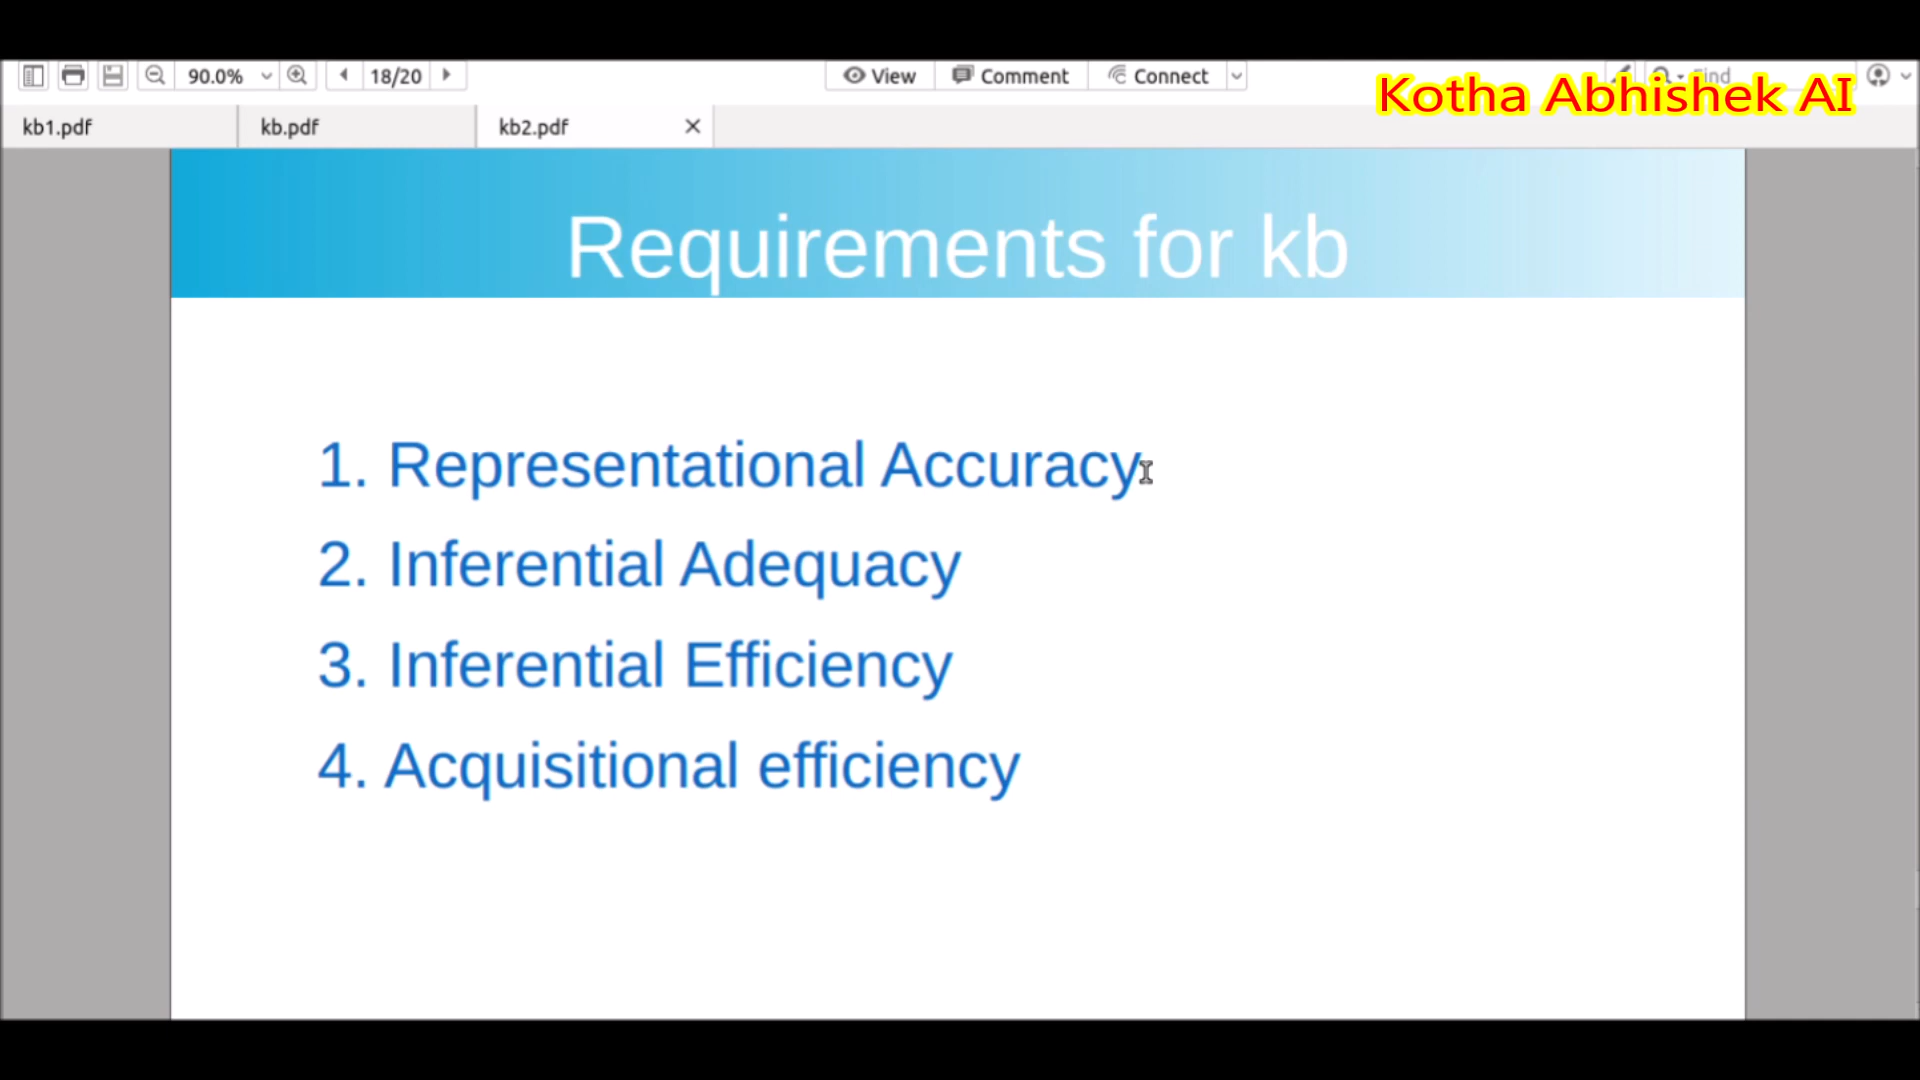 90.0%
18/20
View
Comment
Connect
Find
Kotha Abhishek AI
kb1.pdf
kb.pdf
kb2.pdf
Requirements for kb
1. Representational Accuracy
2. Inferential Adequacy
3. Inferential Efficiency
4. Acquisitional efficiency